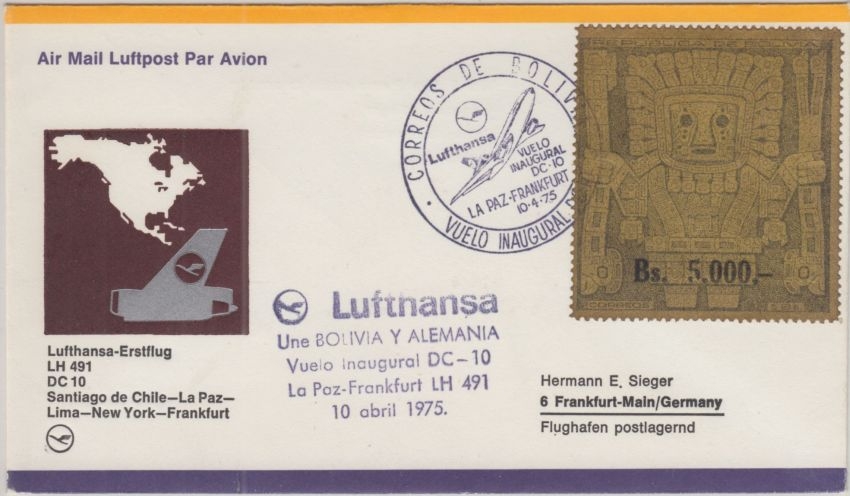 Air Mail Luftpost Par Avion
CORREOS DE BOLIV
Lufthansa
VUELO
INAUGURAL
DC-10
LA PAZ-FRANKFURT
10-4-75
VUELO INAUGURAL
REPUBLICA DE BOLIVIA
Bs. 5.000,-
CORREOS
Lufthansa
Une BOLIVIA Y ALEMANIA
Vuelo Inaugural DC-10
La Paz-Frankfurt LH 491
10 abril 1975.
Lufthansa-Erstflug
LH 491
DC 10
Santiago de Chile—La Paz—
Lima—New York—Frankfurt
Hermann E. Sieger
6 Frankfurt-Main/Germany
Flughafen postlagernd